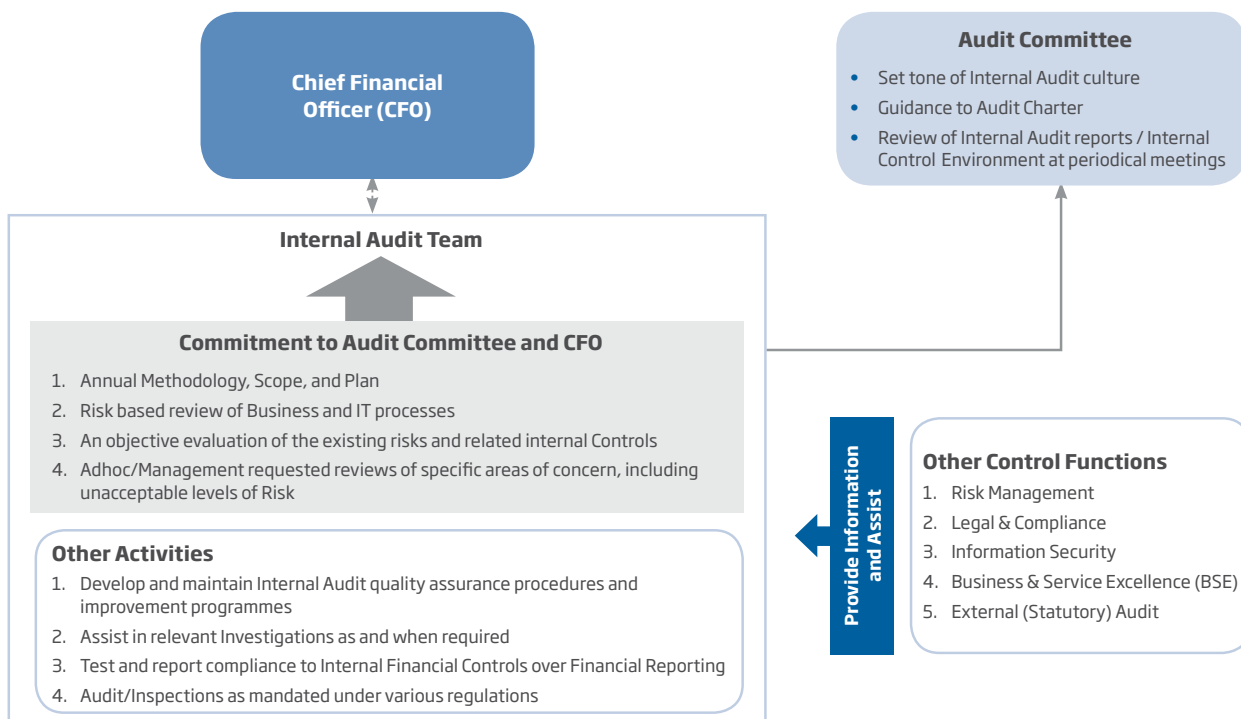 Chief Financial
Officer (CFO)
Audit Committee
• Set tone of Internal Audit culture
• Guidance to Audit Charter
• Review of Internal Audit reports / Internal
Control Environment at periodical meetings
Internal Audit Team
Commitment to Audit Committee and CFO
1. Annual Methodology, Scope, and Plan
2. Risk based review of Business and IT processes
3. An objective evaluation of the existing risks and related internal Controls
4. Adhoc/Management requested reviews of specific areas of concern, including
unacceptable levels of Risk
Other Activities
1. Develop and maintain Internal Audit quality assurance procedures and
improvement programmes
2. Assist in relevant Investigations as and when required
3. Test and report compliance to Internal Financial Controls over Financial Reporting
4. Audit/Inspections as mandated under various regulations
Provide Information
and Assist
Other Control Functions
1. Risk Management
2. Legal & Compliance
3. Information Security
4. Business & Service Excellence (BSE)
5. External (Statutory) Audit